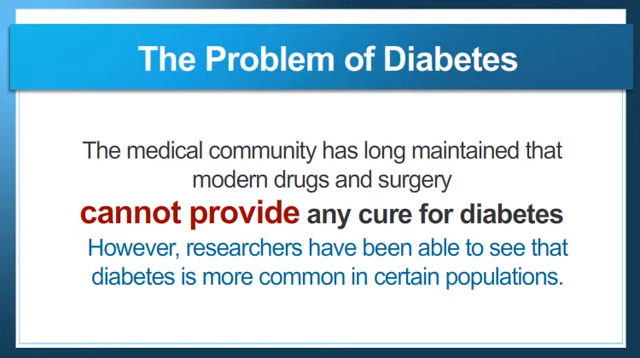 The Problem of Diabetes
The medical community has long maintained that
modern drugs and surgery
cannot provide any cure for diabetes
However, researchers have been able to see that
diabetes is more common in certain populations.